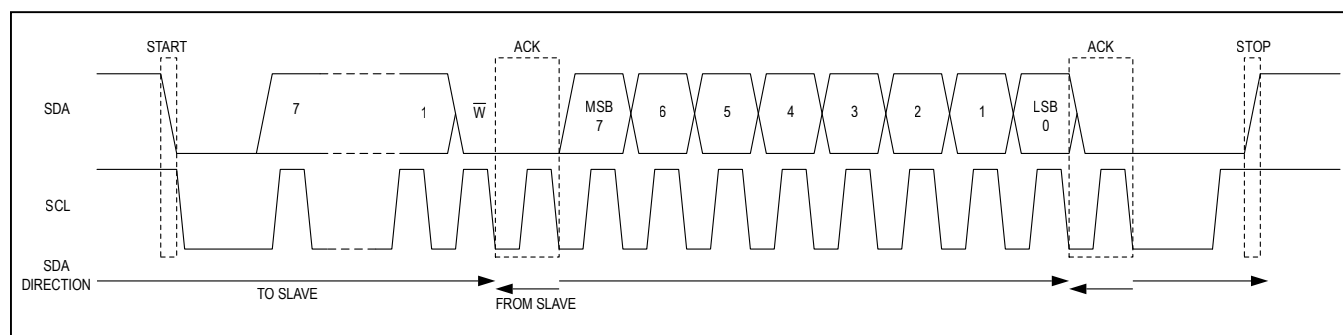 START ACK ACK STOP
SDA 7 1 W̅ MSB 7 6 5 4 3 2 1 LSB 0
SCL
SDA DIRECTION
TO SLAVE FROM SLAVE